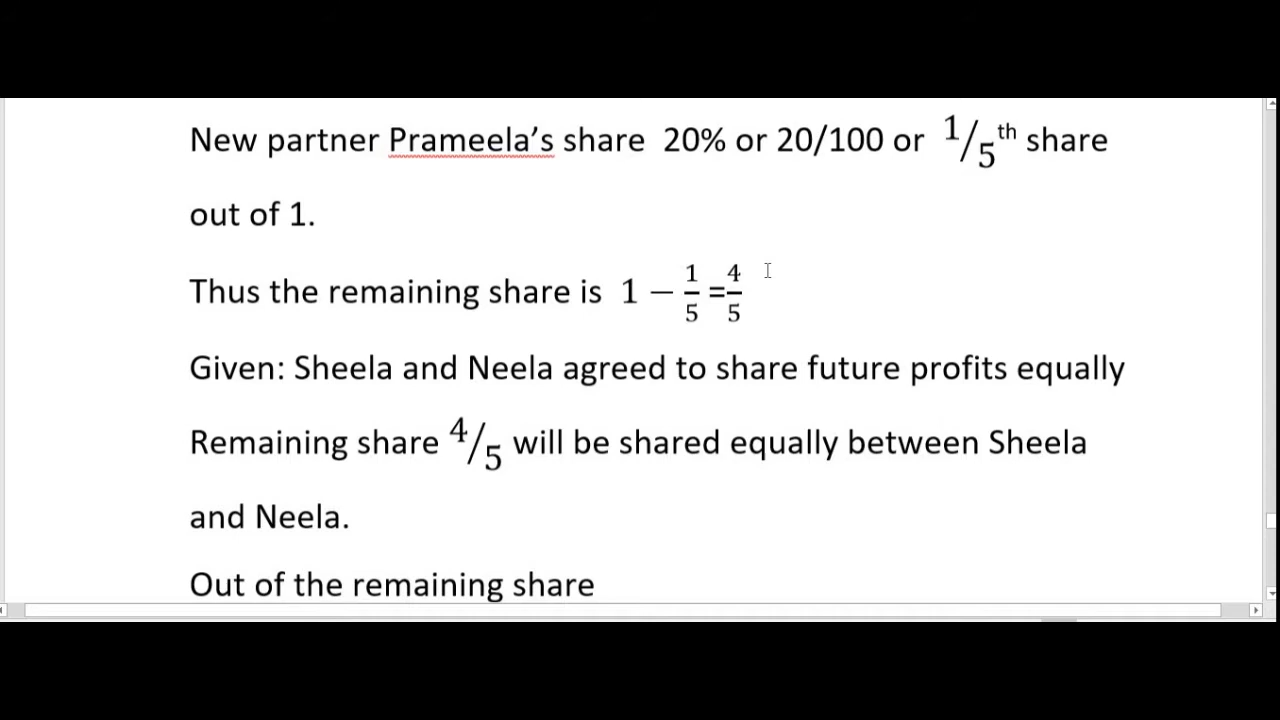 New partner Prameela’s share  20% or 20/100 or  1/5th share
out of 1.
Thus the remaining share is  1 − 1/5 = 4/5
Given: Sheela and Neela agreed to share future profits equally
Remaining share 4/5 will be shared equally between Sheela
and Neela.
Out of the remaining share